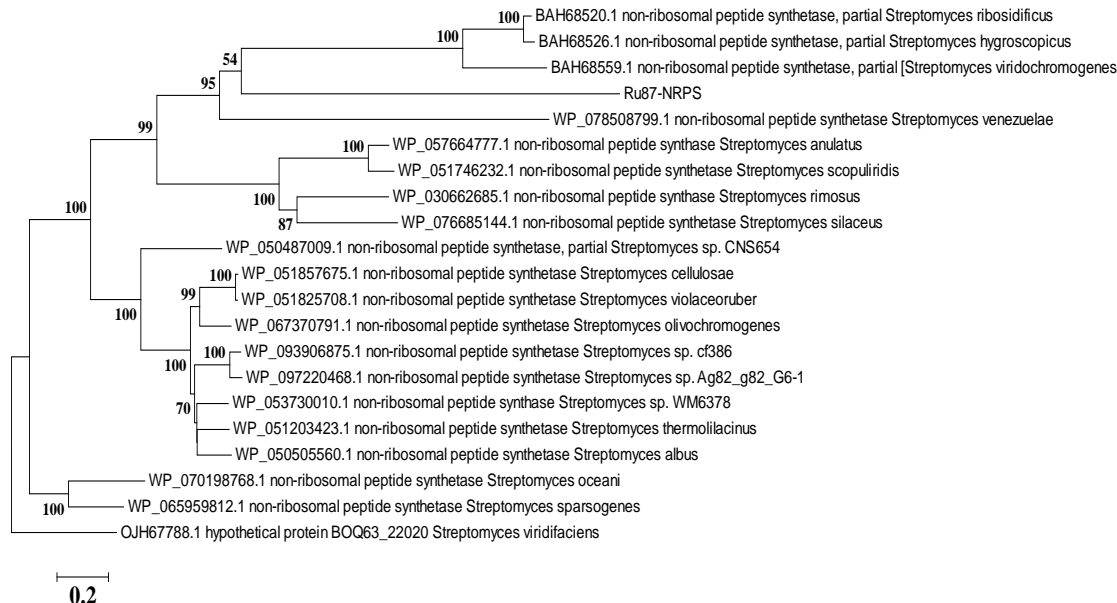 100 BAH68520.1 non-ribosomal peptide synthetase, partial Streptomyces ribosidificus
100
BAH68526.1 non-ribosomal peptide synthetase, partial Streptomyces hygroscopicus
54 BAH68559.1 non-ribosomal peptide synthetase, partial [Streptomyces viridochromogenes
95 Ru87-NRPS
WP_078508799.1 non-ribosomal peptide synthetase Streptomyces venezuelae
99
100 WP_057664777.1 non-ribosomal peptide synthase Streptomyces anulatus
WP_051746232.1 non-ribosomal peptide synthetase Streptomyces scopuliridis
100 WP_030662685.1 non-ribosomal peptide synthase Streptomyces rimosus
100
87 WP_076685144.1 non-ribosomal peptide synthetase Streptomyces silaceus
WP_050487009.1 non-ribosomal peptide synthetase, partial Streptomyces sp. CNS654
100 WP_051857675.1 non-ribosomal peptide synthetase Streptomyces cellulosae
99
WP_051825708.1 non-ribosomal peptide synthetase Streptomyces violaceoruber
100
WP_067370791.1 non-ribosomal peptide synthetase Streptomyces olivochromogenes
100 100 WP_093906875.1 non-ribosomal peptide synthetase Streptomyces sp. cf386
WP_097220468.1 non-ribosomal peptide synthetase Streptomyces sp. Ag82_g82_G6-1
70 WP_053730010.1 non-ribosomal peptide synthase Streptomyces sp. WM6378
WP_051203423.1 non-ribosomal peptide synthetase Streptomyces thermolilacinus
WP_050505560.1 non-ribosomal peptide synthetase Streptomyces albus
WP_070198768.1 non-ribosomal peptide synthetase Streptomyces oceani
100 WP_065959812.1 non-ribosomal peptide synthetase Streptomyces sparsogenes
OJH67788.1 hypothetical protein BOQ63_22020 Streptomyces viridifaciens
0.2